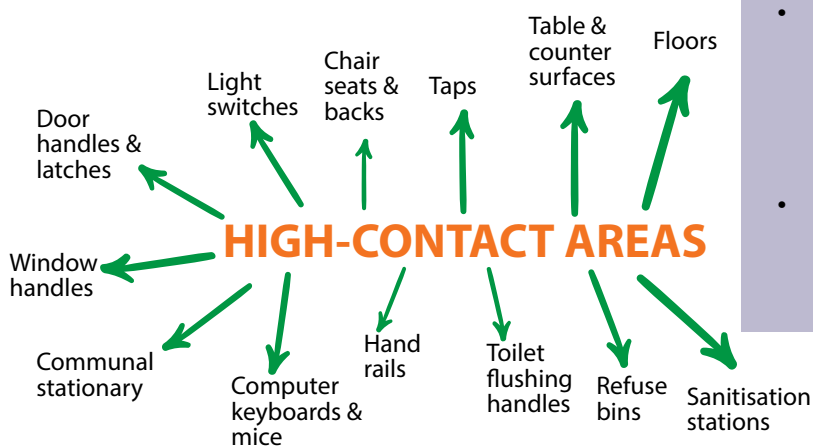 Door
handles &
latches
Light
switches
Chair
seats &
backs
Taps
Table &
counter
surfaces
Floors
HIGH-CONTACT AREAS
Window
handles
Communal
stationary
Computer
keyboards &
mice
Hand
rails
Toilet
flushing
handles
Refuse
bins
Sanitisation
stations
•
•